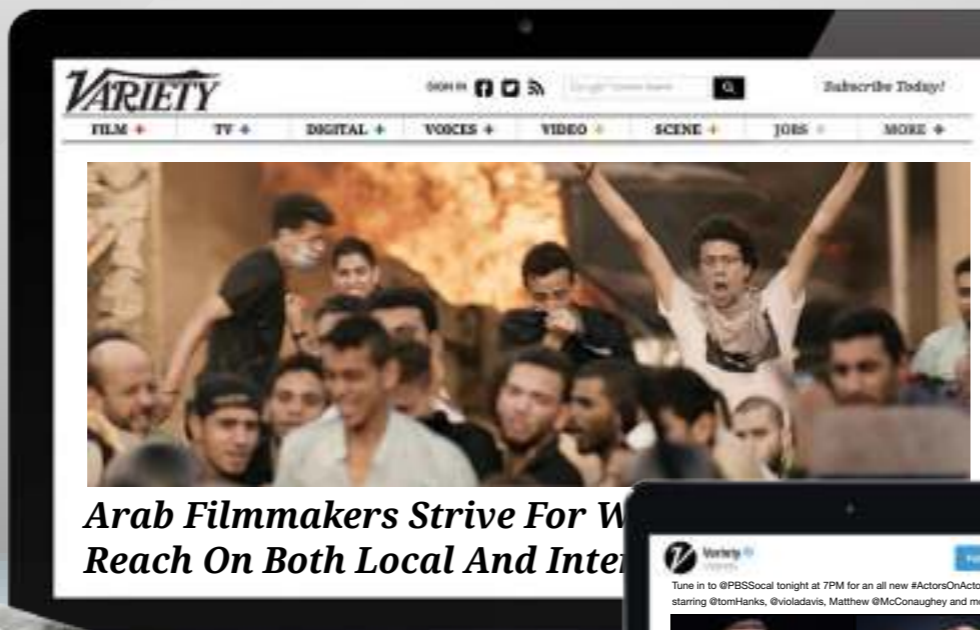 VARIETY
SIGN IN
Subscribe Today!
FILM +
TV +
DIGITAL +
VOICES +
VIDEO +
SCENE +
JOBS +
MORE +
Arab Filmmakers Strive For W
Reach On Both Local And Inte
Variety
Tune in to @PBSSocal tonight at 7PM for an all new #ActorsOnActo
starring @tomHanks, @violadavis, Matthew @McConaughey and m